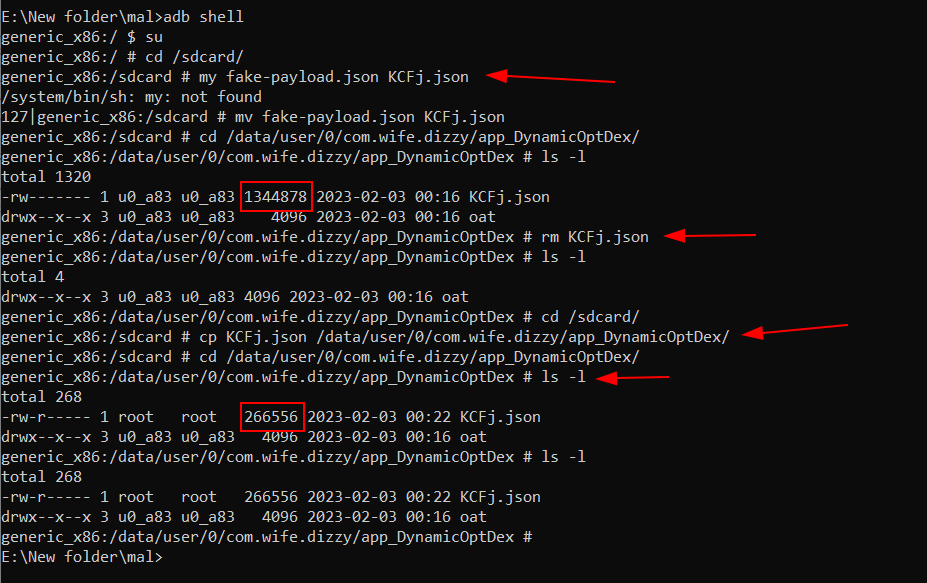 E:\New folder\mal>adb shell
generic_x86:/ $ su
generic_x86:/ # cd /sdcard/
generic_x86:/sdcard # my fake-payload.json KCFj.json
/system/bin/sh: my: not found
127|generic_x86:/sdcard # mv fake-payload.json KCFj.json
generic_x86:/sdcard # cd /data/user/0/com.wife.dizzy/app_DynamicOptDex/
generic_x86:/data/user/0/com.wife.dizzy/app_DynamicOptDex # ls -l
total 1320
-rw------- 1 u0_a83 u0_a83 1344878 2023-02-03 00:16 KCFj.json
drwx--x--x 3 u0_a83 u0_a83    4096 2023-02-03 00:16 oat
generic_x86:/data/user/0/com.wife.dizzy/app_DynamicOptDex # rm KCFj.json
generic_x86:/data/user/0/com.wife.dizzy/app_DynamicOptDex # ls -l
total 4
drwx--x--x 3 u0_a83 u0_a83 4096 2023-02-03 00:16 oat
generic_x86:/data/user/0/com.wife.dizzy/app_DynamicOptDex # cd /sdcard/
generic_x86:/sdcard # cp KCFj.json /data/user/0/com.wife.dizzy/app_DynamicOptDex/
generic_x86:/sdcard # cd /data/user/0/com.wife.dizzy/app_DynamicOptDex/
generic_x86:/data/user/0/com.wife.dizzy/app_DynamicOptDex # ls -l
total 268
-rw-r----- 1 root   root   266556 2023-02-03 00:22 KCFj.json
drwx--x--x 3 u0_a83 u0_a83   4096 2023-02-03 00:16 oat
generic_x86:/data/user/0/com.wife.dizzy/app_DynamicOptDex # ls -l
total 268
-rw-r----- 1 root   root   266556 2023-02-03 00:22 KCFj.json
drwx--x--x 3 u0_a83 u0_a83   4096 2023-02-03 00:16 oat
generic_x86:/data/user/0/com.wife.dizzy/app_DynamicOptDex #
E:\New folder\mal>